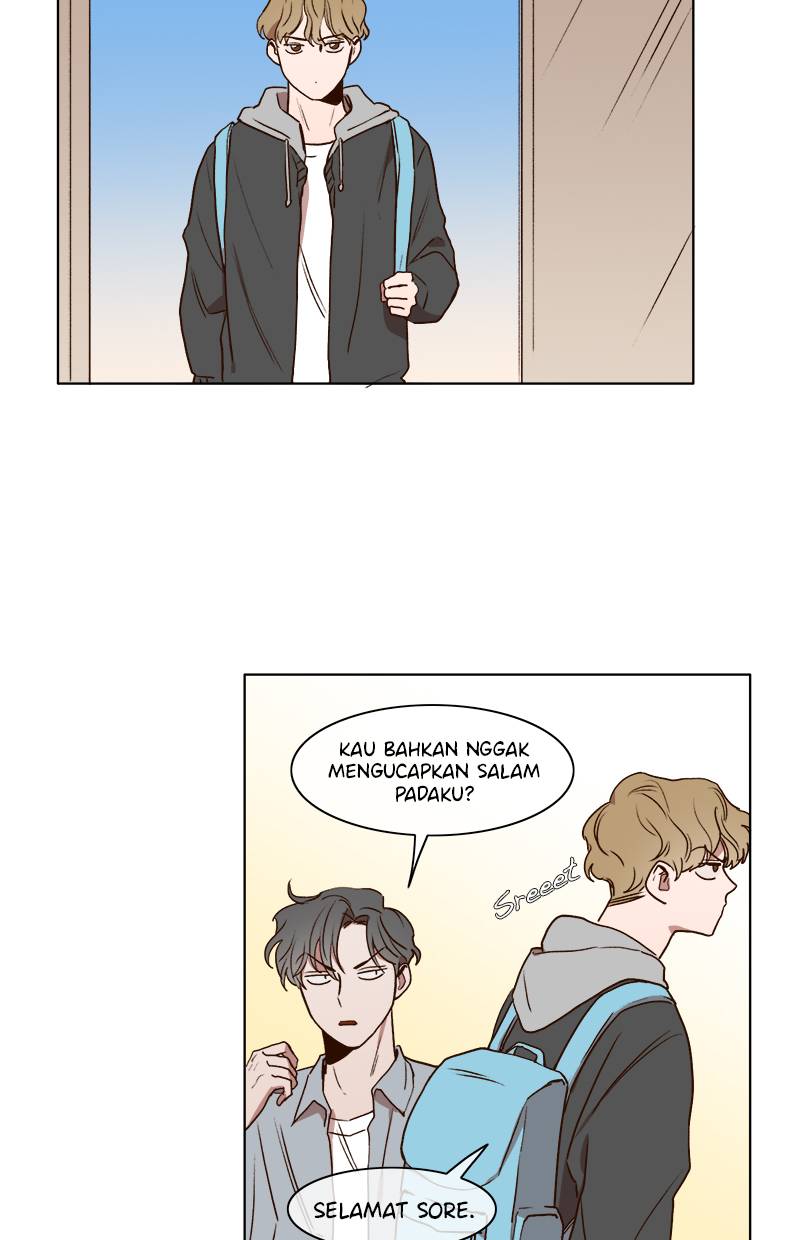 KAU BAHKAN NGGAK
MENGUCAPKAN SALAM
PADAKU?
Sreeet
SELAMAT SORE.